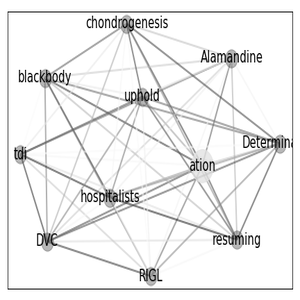 chondrogenesis
Alamandine
blackbody
uphold
Determina
tdi
ation
hospitalists
DVC
resuming
RIGL